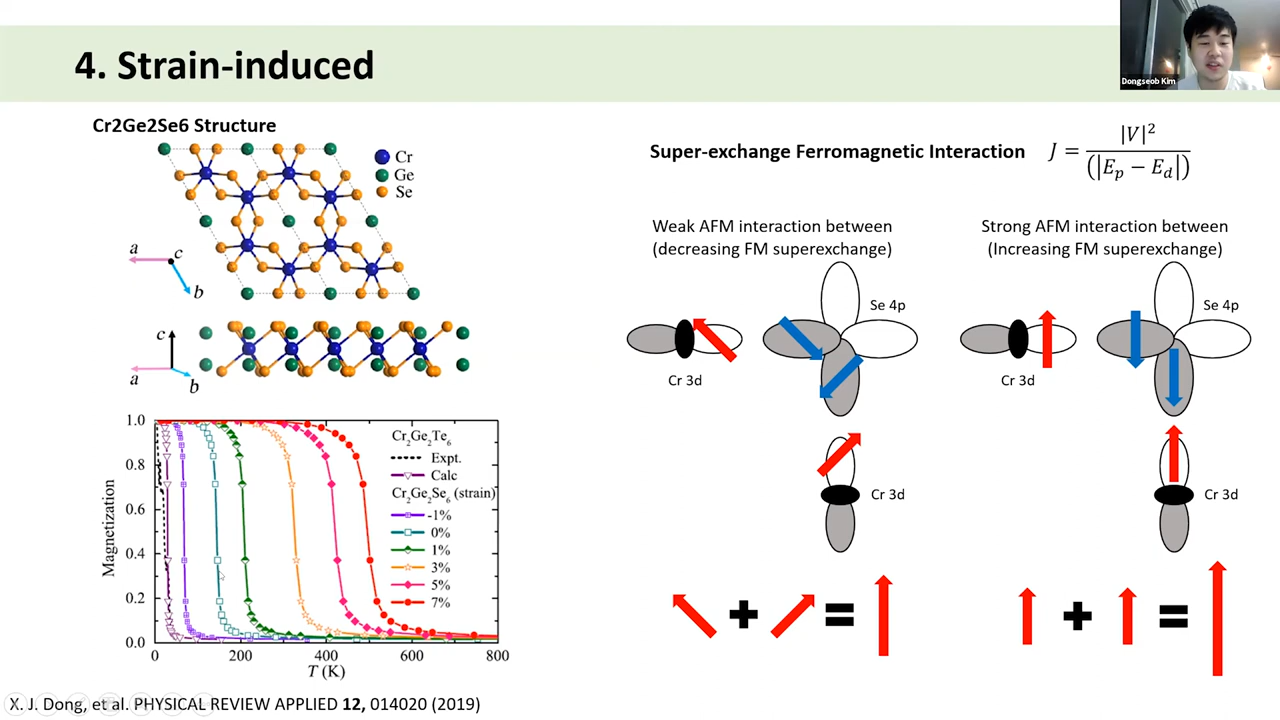 4. Strain-induced
Dongseob Kim
Cr2Ge2Se6 Structure
Cr
Ge
Se
a
c
b
c
a
b
Magnetization
1.0
0.8
0.6
0.4
0.2
0.0
0
200
400
600
800
T (K)
Cr2Ge2Te6
Expt.
Calc
Cr2Ge2Se6 (strain)
-1%
0%
1%
3%
5%
7%
Super-exchange Ferromagnetic Interaction
J = |V|² / (|Ep − Ed|)
Weak AFM interaction between
(decreasing FM superexchange)
Se 4p
Cr 3d
Cr 3d
Strong AFM interaction between
(Increasing FM superexchange)
Se 4p
Cr 3d
Cr 3d
X. J. Dong, et al. PHYSICAL REVIEW APPLIED 12, 014020 (2019)